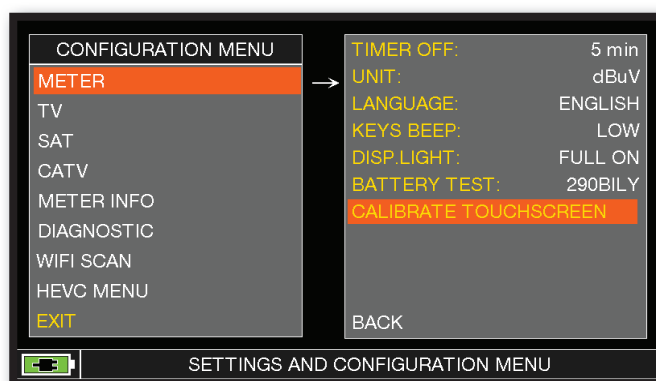 CONFIGURATION MENU
METER
TV
SAT
CATV
METER INFO
DIAGNOSTIC
WIFI SCAN
HEVC MENU
EXIT
→
TIMER OFF: 5 min
UNIT: dBuV
LANGUAGE: ENGLISH
KEYS BEEP: LOW
DISP.LIGHT: FULL ON
BATTERY TEST: 290BILY
CALIBRATE TOUCHSCREEN
BACK
SETTINGS AND CONFIGURATION MENU